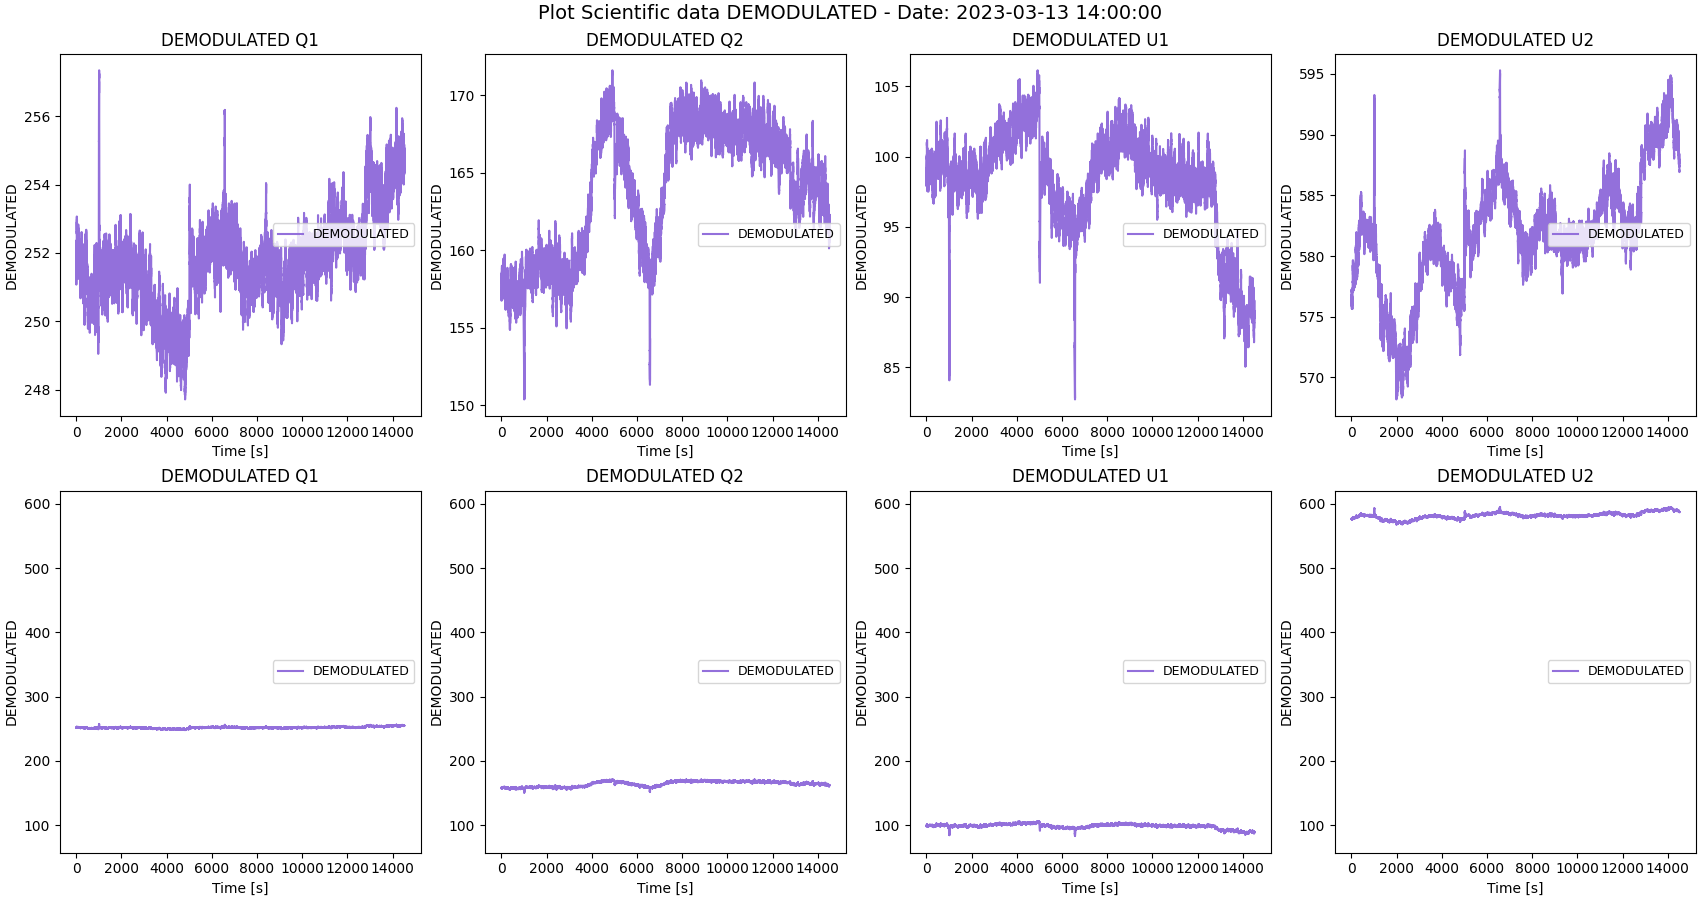 Plot Scientific data DEMODULATED - Date: 2023-03-13 14:00:00
DEMODULATED Q1
DEMODULATED
256
254
252
250
248
DEMODULATED
0 2000 4000 6000 8000 10000 12000 14000
Time [s]
DEMODULATED Q2
DEMODULATED
170
165
160
155
150
DEMODULATED
0 2000 4000 6000 8000 10000 12000 14000
Time [s]
DEMODULATED U1
DEMODULATED
105
100
95
90
85
DEMODULATED
0 2000 4000 6000 8000 10000 12000 14000
Time [s]
DEMODULATED U2
DEMODULATED
595
590
585
580
575
570
DEMODULATED
0 2000 4000 6000 8000 10000 12000 14000
Time [s]
DEMODULATED Q1
DEMODULATED
600
500
400
300
200
100
DEMODULATED
0 2000 4000 6000 8000 10000 12000 14000
Time [s]
DEMODULATED Q2
DEMODULATED
600
500
400
300
200
100
DEMODULATED
0 2000 4000 6000 8000 10000 12000 14000
Time [s]
DEMODULATED U1
DEMODULATED
600
500
400
300
200
100
DEMODULATED
0 2000 4000 6000 8000 10000 12000 14000
Time [s]
DEMODULATED U2
DEMODULATED
600
500
400
300
200
100
DEMODULATED
0 2000 4000 6000 8000 10000 12000 14000
Time [s]